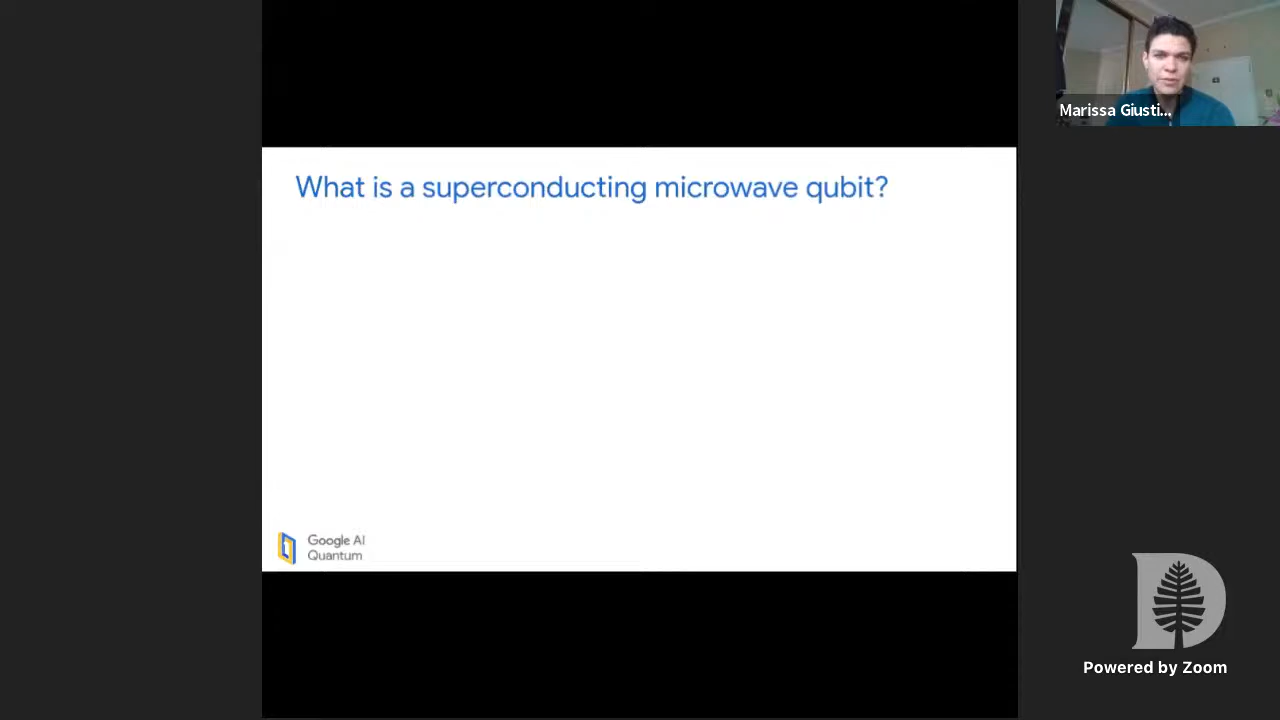 Marissa Giusti...
What is a superconducting microwave qubit?
Google AI
Quantum
D
Powered by Zoom